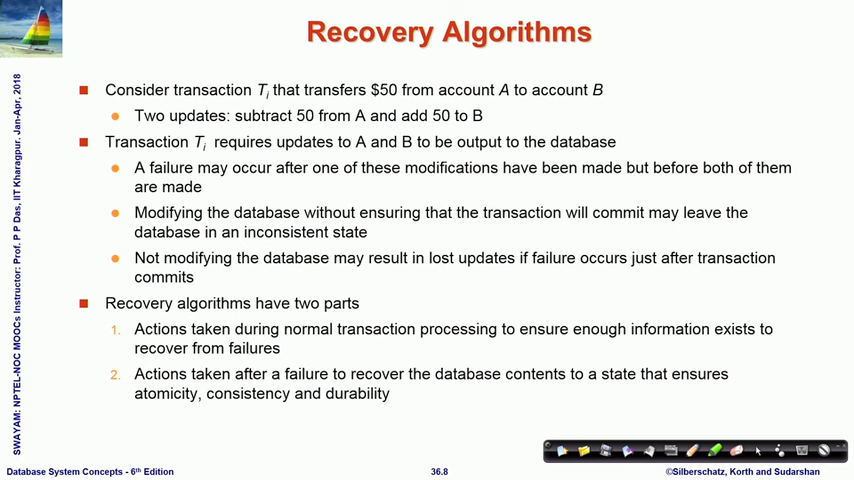 Recovery Algorithms
Consider transaction Ti that transfers $50 from account A to account B
Two updates: subtract 50 from A and add 50 to B
Transaction Ti requires updates to A and B to be output to the database
A failure may occur after one of these modifications have been made but before both of them
are made
Modifying the database without ensuring that the transaction will commit may leave the
database in an inconsistent state
Not modifying the database may result in lost updates if failure occurs just after transaction
commits
Recovery algorithms have two parts
1. Actions taken during normal transaction processing to ensure enough information exists to
recover from failures
2. Actions taken after a failure to recover the database contents to a state that ensures
atomicity, consistency and durability
SWAYAM: NPTEL-NOC MOOCs Instructor: Prof. P P Das, IIT Kharagpur. Jan-Apr, 2018
Database System Concepts - 6th Edition
36.8
©Silberschatz, Korth and Sudarshan